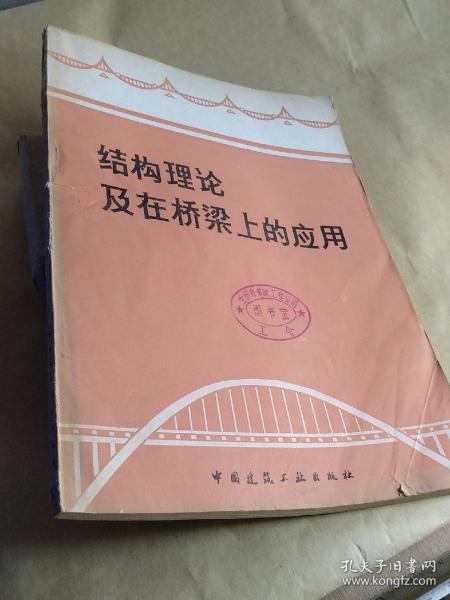 结构理论
及在桥梁上的应用
图书室
工会
中国建筑工业出版社
孔夫子旧书网
www.kongfz.com